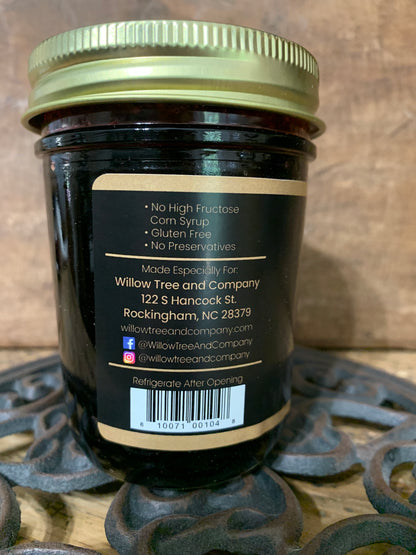 • No High Fructose
Corn Syrup
• Gluten Free
• No Preservatives
Made Especially For:
Willow Tree and Company
122 S Hancock St.
Rockingham, NC 28379
willowtreeandcompany.com
@WillowTreeAndCompany
@willowtreeandcompany
Refrigerate After Opening
8 10071 00104 8